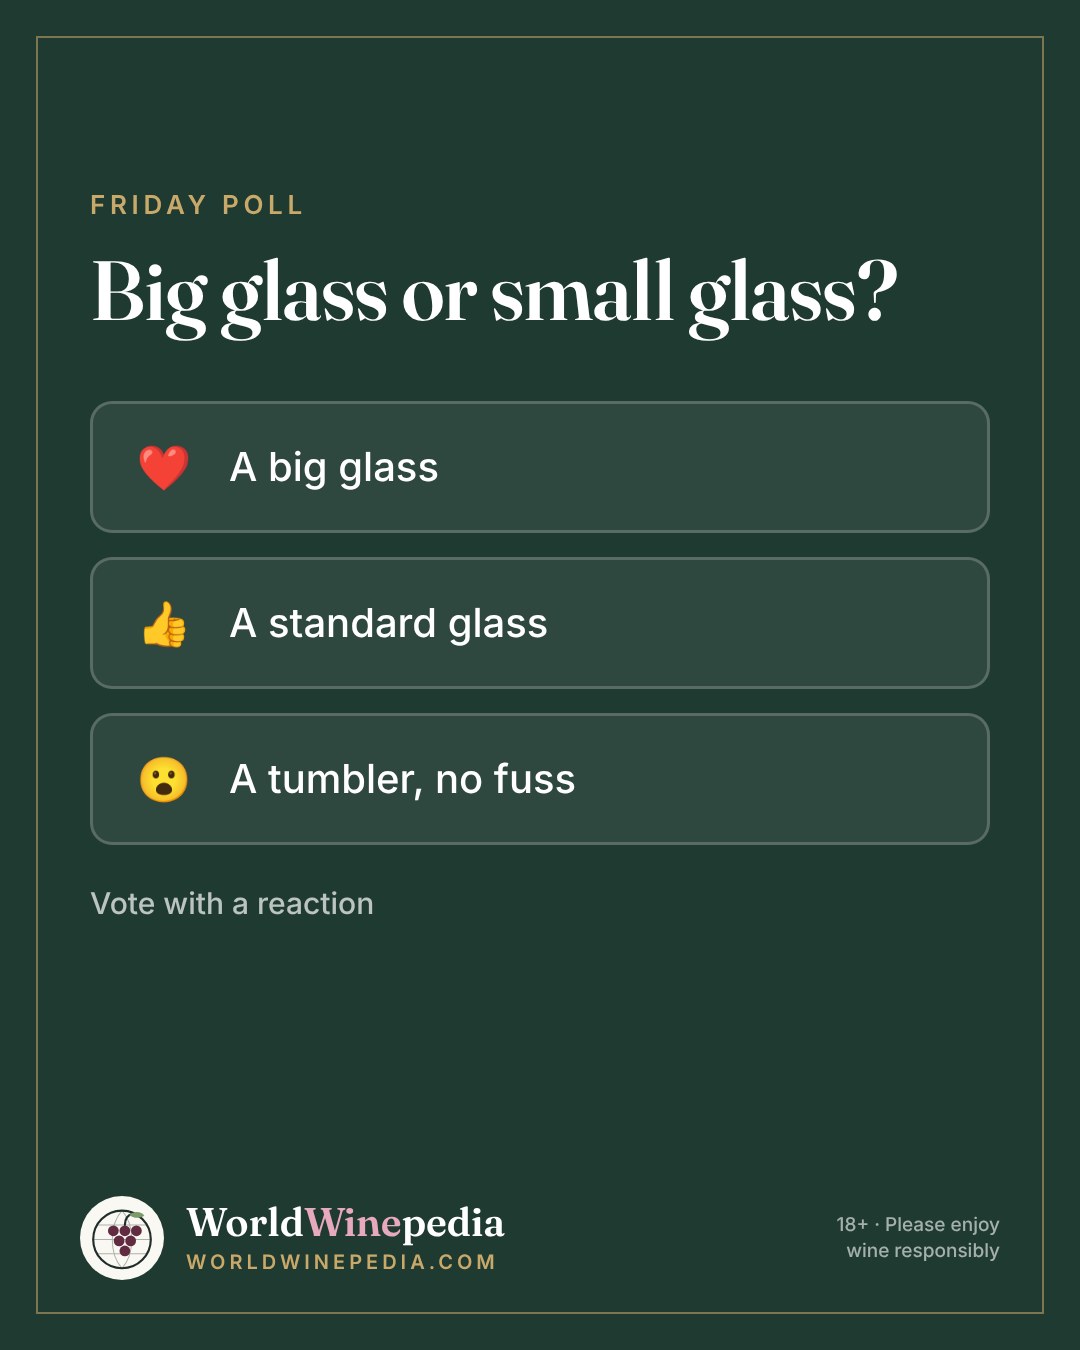 FRIDAY POLL
Big glass or small glass?
❤️ A big glass
👍 A standard glass
😮 A tumbler, no fuss
Vote with a reaction
WorldWinepedia
WORLDWINEPEDIA.COM
18+ · Please enjoy
wine responsibly